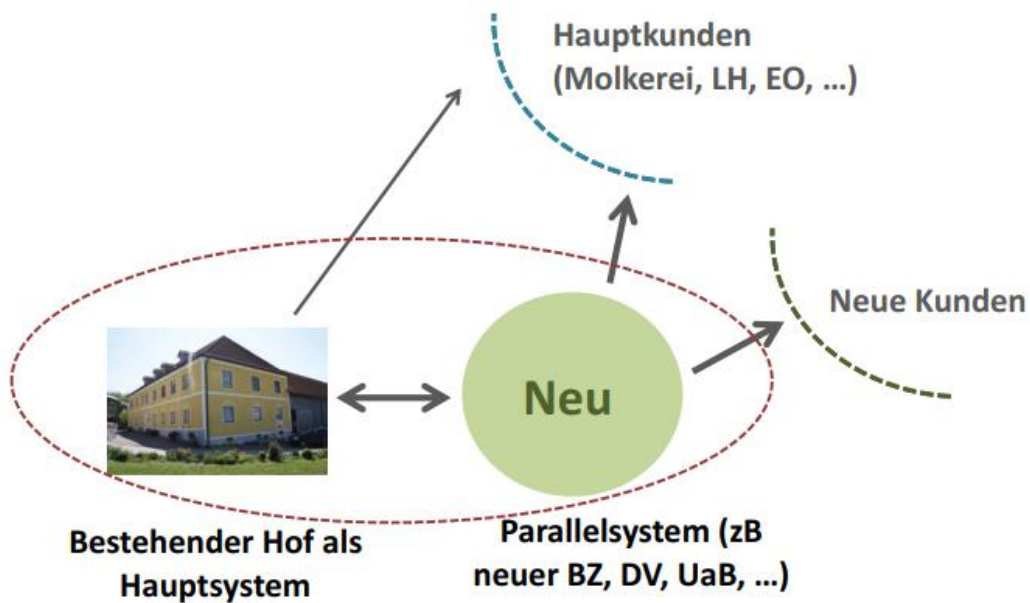 Hauptkunden
(Molkerei, LH, EO, …)
Neue Kunden
Neu
Bestehender Hof als
Hauptsystem
Parallelsystem (zB
neuer BZ, DV, UaB, …)